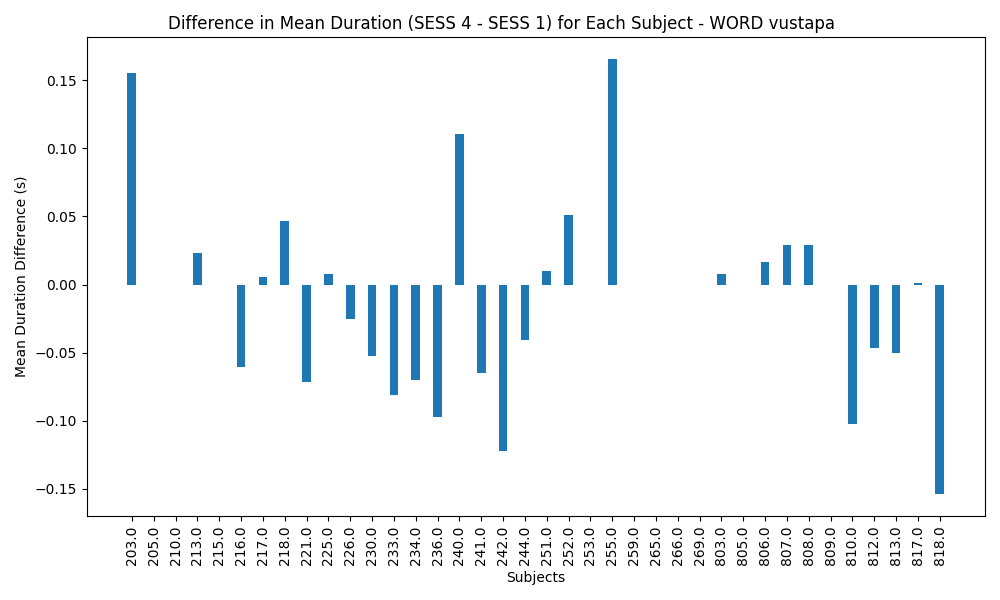 Difference in Mean Duration (SESS 4 - SESS 1) for Each Subject - WORD vustapa
Mean Duration Difference (s)
0.15
0.10
0.05
0.00
−0.05
−0.10
−0.15
203.0 205.0 210.0 213.0 215.0 216.0 217.0 218.0 221.0 225.0 226.0 230.0 233.0 234.0 236.0 240.0 241.0 242.0 244.0 251.0 252.0 253.0 255.0 259.0 265.0 266.0 269.0 803.0 805.0 806.0 807.0 808.0 809.0 810.0 812.0 813.0 817.0 818.0
Subjects